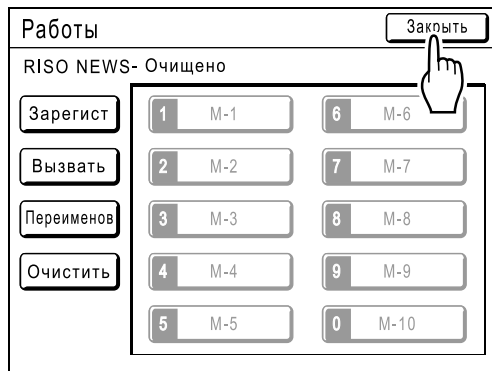 Работы Закрыть
RISO NEWS- Очищено
Зарегист 1 M-1 6 M-6
Вызвать 2 M-2 7 M-7
Переименов 3 M-3 8 M-8
Очистить 4 M-4 9 M-9
5 M-5 0 M-10